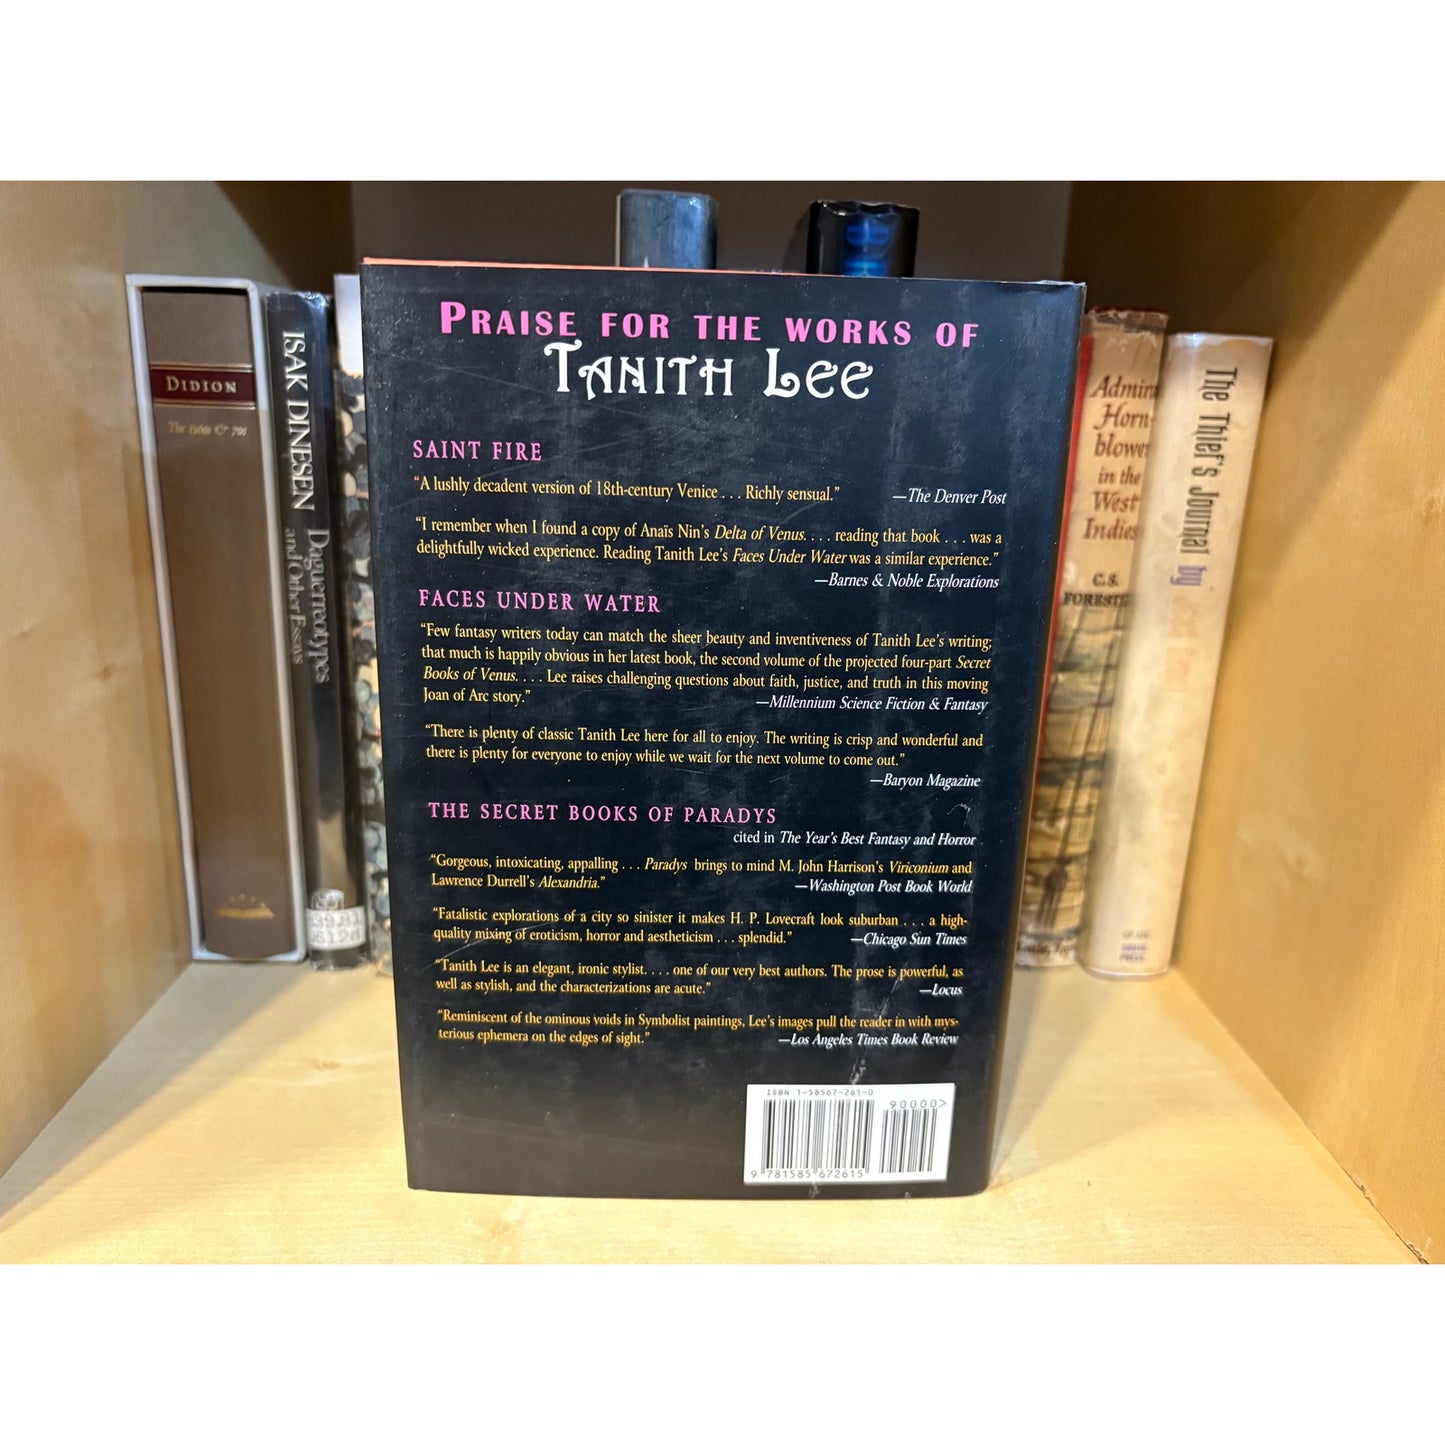 PRAISE FOR THE WORKS OF
TANITH LEE
SAINT FIRE
“A lushly decadent version of 18th-century Venice . . . Richly sensual.” —The Denver Post
“I remember when I found a copy of Anaïs Nin’s Delta of Venus. . . . reading that book . . . was a
delightfully wicked experience. Reading Tanith Lee’s Faces Under Water was a similar experience.”
—Barnes & Noble Explorations
FACES UNDER WATER
“Few fantasy writers today can match the sheer beauty and inventiveness of Tanith Lee’s writing;
that much is happily obvious in her latest book, the second volume of the projected four-part Secret
Books of Venus. . . . Lee raises challenging questions about faith, justice, and truth in this moving
Joan of Arc story.” —Millennium Science Fiction & Fantasy
“There is plenty of classic Tanith Lee here for all to enjoy. The writing is crisp and wonderful and
there is plenty for everyone to enjoy while we wait for the next volume to come out.”
—Baryon Magazine
THE SECRET BOOKS OF PARADYS
cited in The Year’s Best Fantasy and Horror
“Gorgeous, intoxicating, appalling . . . Paradys brings to mind M. John Harrison’s Viriconium and
Lawrence Durrell’s Alexandria.” —Washington Post Book World
“Fatalistic explorations of a city so sinister it makes H. P. Lovecraft look suburban . . . a high-
quality mixing of eroticism, horror and aestheticism . . . splendid.” —Chicago Sun Times
“Tanith Lee is an elegant, ironic stylist. . . . one of our very best authors. The prose is powerful, as
well as stylish, and the characterizations are acute.” —Locus
“Reminiscent of the ominous voids in Symbolist paintings, Lee’s images pull the reader in with mys-
terious ephemera on the edges of sight.” —Los Angeles Times Book Review
ISBN 1-58567-261-0
90000>
9 781585 672615
DIDION
The 1960s & 70s
ISAK DINESEN
Daguerreotypes
and Other Essays
Admiral
Horn-
blower
in the
West
Indies
C.S.
FORESTE
The Thief's Journal by